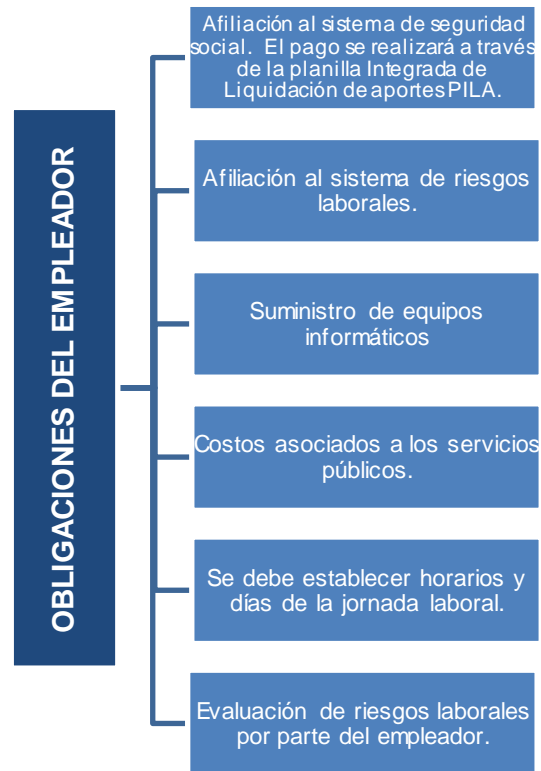 OBLIGACIONES DEL EMPLEADOR
Afiliación al sistema de seguridad
social. El pago se realizará a través
de la planilla Integrada de
Liquidación de aportes PILA.
Afiliación al sistema de riesgos
laborales.
Suministro de equipos
informáticos
Costos asociados a los servicios
públicos.
Se debe establecer horarios y
días de la jornada laboral.
Evaluación de riesgos laborales
por parte del empleador.